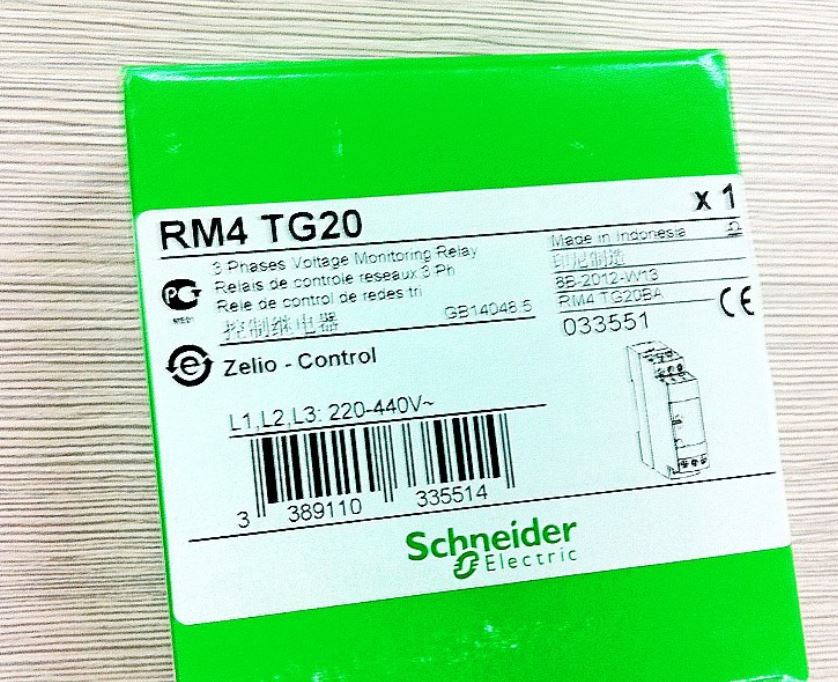 RM4 TG20
x 1
3 Phases Voltage Monitoring Relay
Relais de controle reseaux 3 Ph
Rele de control de redes tri
控制继电器
GB14048.5
Made in Indonesia
印尼制造
8B-2012-W13
RM4 TG20BA
033551
CE
Zelio - Control
L1,L2,L3: 220-440V~
3 389110 335514
Schneider
Electric